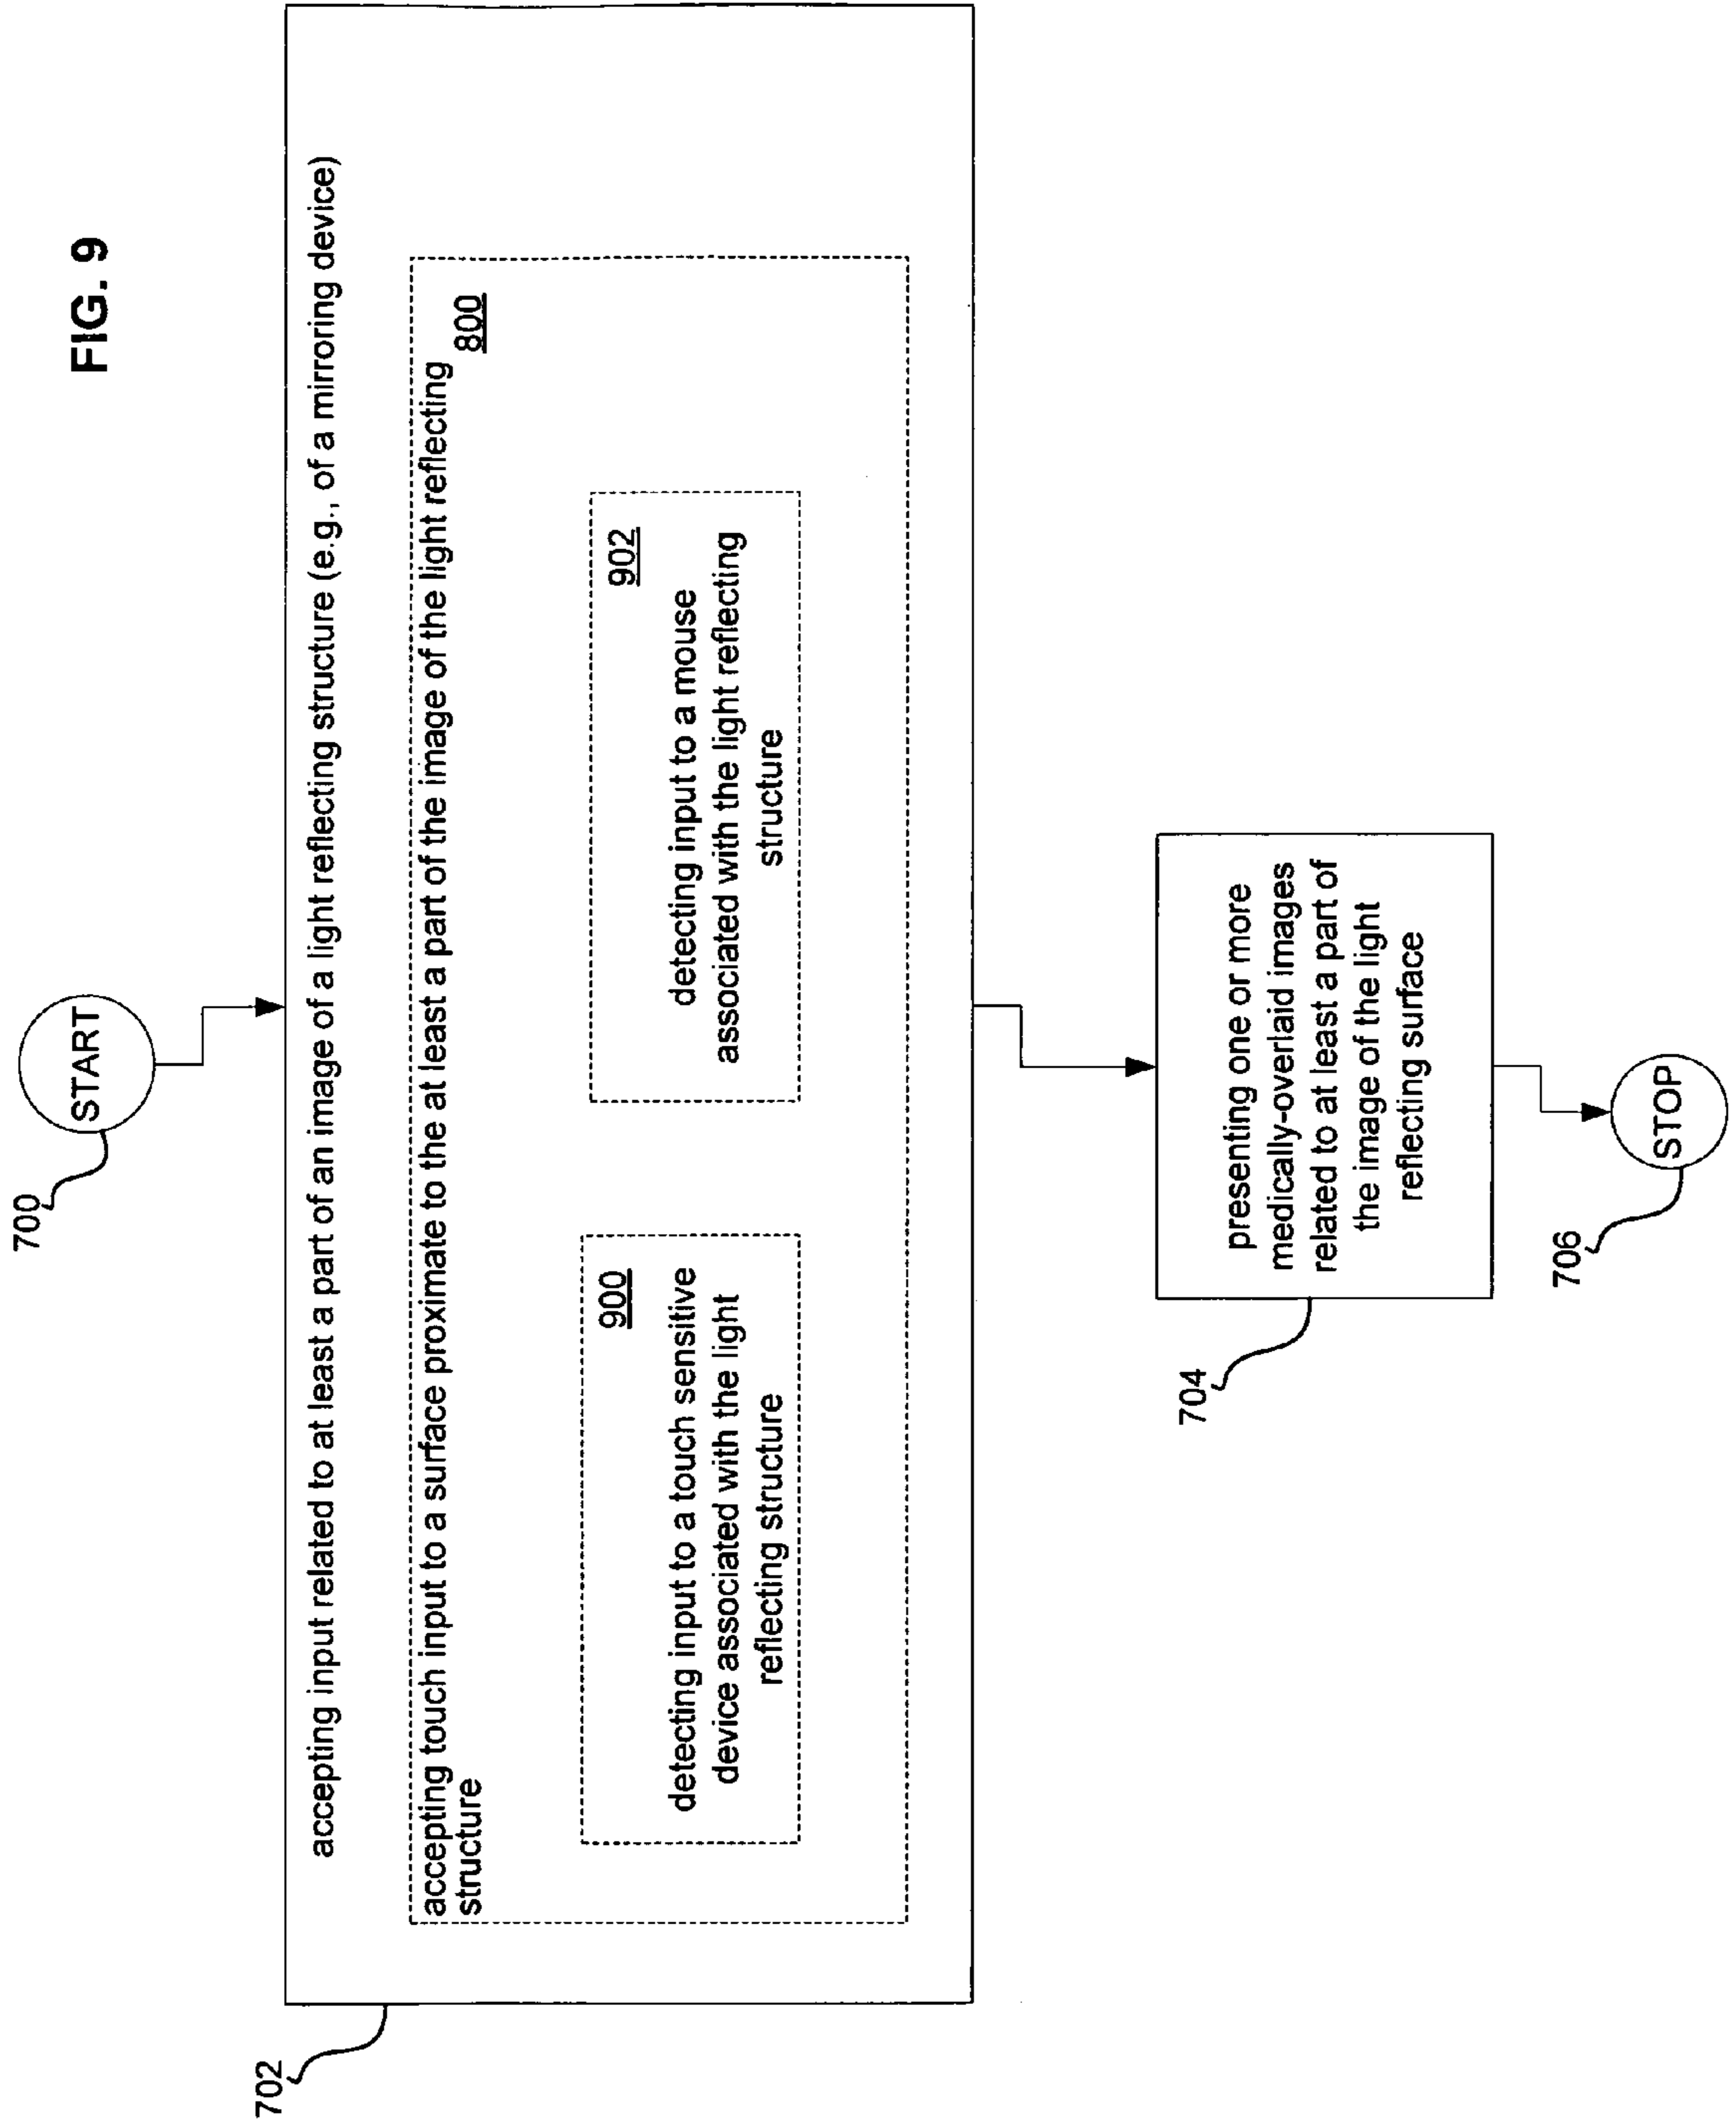 FIG. 9
700
START
702
accepting input related to at least a part of an image of a light reflecting structure (e.g., of a mirroring device)
accepting touch input to a surface proximate to the at least a part of the image of the light reflecting
structure
800
900
detecting input to a touch sensitive
device associated with the light
reflecting structure
902
detecting input to a mouse
associated with the light reflecting
structure
704
presenting one or more
medically-overlaid images
related to at least a part of
the image of the light
reflecting surface
706
STOP